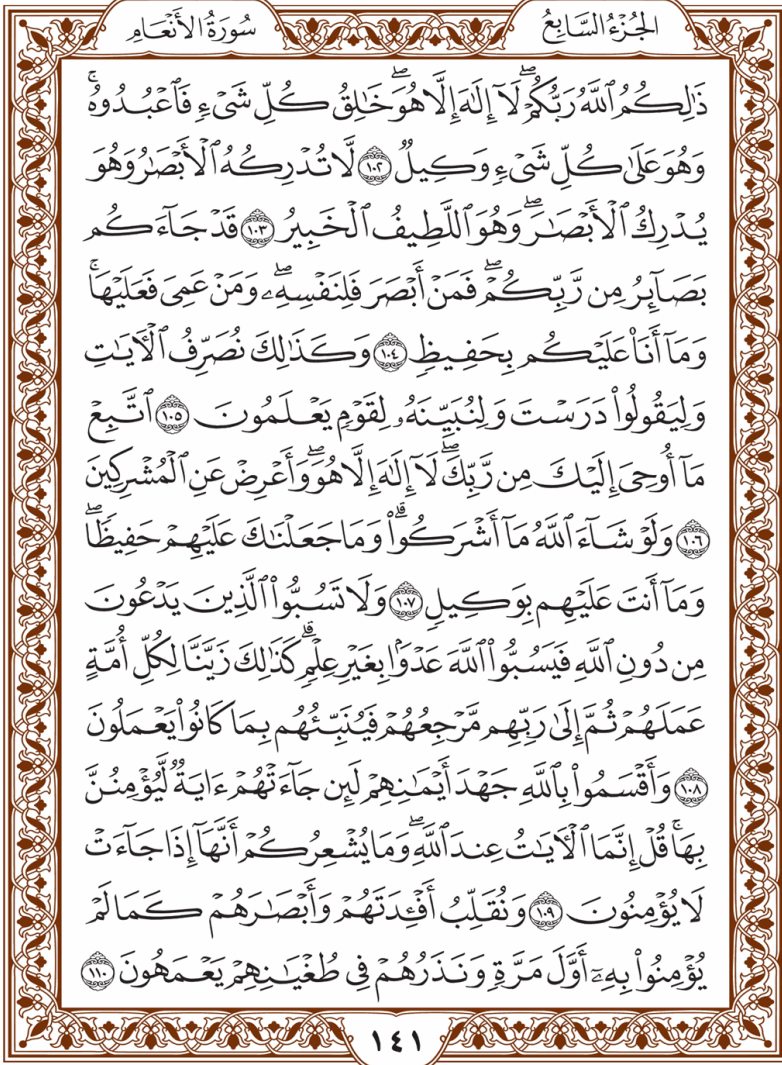 الجُزْءُ السَّابِعُ
سُورَةُ الأَنْعَامِ
ذَٰلِكُمُ ٱللَّهُ رَبُّكُمْۖ لَآ إِلَٰهَ إِلَّا هُوَۖ خَٰلِقُ كُلِّ شَىْءٍ فَٱعْبُدُوهُۚ
وَهُوَ عَلَىٰ كُلِّ شَىْءٍ وَكِيلٌ ١٠٢ لَّا تُدْرِكُهُ ٱلْأَبْصَٰرُ وَهُوَ
يُدْرِكُ ٱلْأَبْصَٰرَۖ وَهُوَ ٱللَّطِيفُ ٱلْخَبِيرُ ١٠٣ قَدْ جَآءَكُم
بَصَآئِرُ مِن رَّبِّكُمْۖ فَمَنْ أَبْصَرَ فَلِنَفْسِهِۦۖ وَمَنْ عَمِىَ فَعَلَيْهَاۚ
وَمَآ أَنَا۠ عَلَيْكُم بِحَفِيظٍ ١٠٤ وَكَذَٰلِكَ نُصَرِّفُ ٱلْءَايَٰتِ
وَلِيَقُولُوا۟ دَرَسْتَ وَلِنُبَيِّنَهُۥ لِقَوْمٍ يَعْلَمُونَ ١٠٥ ٱتَّبِعْ
مَآ أُوحِىَ إِلَيْكَ مِن رَّبِّكَۖ لَآ إِلَٰهَ إِلَّا هُوَۖ وَأَعْرِضْ عَنِ ٱلْمُشْرِكِينَ
١٠٦ وَلَوْ شَآءَ ٱللَّهُ مَآ أَشْرَكُوا۟ۗ وَمَا جَعَلْنَٰكَ عَلَيْهِمْ حَفِيظًاۖ
وَمَآ أَنتَ عَلَيْهِم بِوَكِيلٍ ١٠٧ وَلَا تَسُبُّوا۟ ٱلَّذِينَ يَدْعُونَ
مِن دُونِ ٱللَّهِ فَيَسُبُّوا۟ ٱللَّهَ عَدْوًۢا بِغَيْرِ عِلْمٍۗ كَذَٰلِكَ زَيَّنَّا لِكُلِّ أُمَّةٍ
عَمَلَهُمْ ثُمَّ إِلَىٰ رَبِّهِم مَّرْجِعُهُمْ فَيُنَبِّئُهُم بِمَا كَانُوا۟ يَعْمَلُونَ
١٠٨ وَأَقْسَمُوا۟ بِٱللَّهِ جَهْدَ أَيْمَٰنِهِمْ لَئِن جَآءَتْهُمْ ءَايَةٌ لَّيُؤْمِنُنَّ
بِهَاۚ قُلْ إِنَّمَا ٱلْءَايَٰتُ عِندَ ٱللَّهِۖ وَمَا يُشْعِرُكُمْ أَنَّهَآ إِذَا جَآءَتْ
لَا يُؤْمِنُونَ ١٠٩ وَنُقَلِّبُ أَفْـِٔدَتَهُمْ وَأَبْصَٰرَهُمْ كَمَا لَمْ
يُؤْمِنُوا۟ بِهِۦٓ أَوَّلَ مَرَّةٍ وَنَذَرُهُمْ فِى طُغْيَٰنِهِمْ يَعْمَهُونَ ١١٠
١٤١